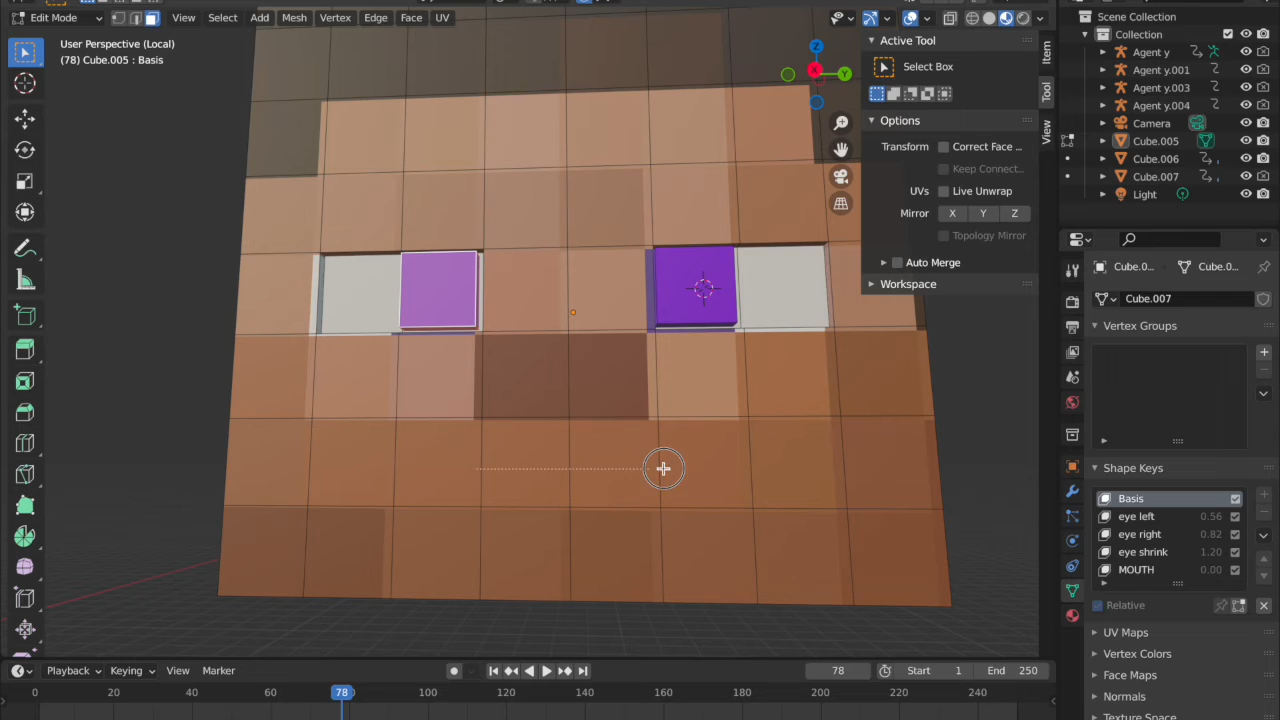 Edit Mode View Select Add Mesh Vertex Edge Face UV
User Perspective (Local)
(78) Cube.005 : Basis
Z
X
Y
Active Tool
Select Box
Options
Transform Correct Face ...
Keep Connect...
UVs Live Unwrap
Mirror X Y Z
Topology Mirror
Auto Merge
Workspace
Item
Tool
View
Scene Collection
Collection
Agent y
Agent y.001
Agent y.003
Agent y.004
Camera
Cube.005
Cube.006
Cube.007
Light
Cube.0... Cube.0...
Cube.007
Vertex Groups
Shape Keys
Basis
eye left 0.56
eye right 0.82
eye shrink 1.20
MOUTH 0.00
Relative
UV Maps
Vertex Colors
Face Maps
Normals
Texture Space
Playback Keying View Marker 78 Start 1 End 250
0 20 40 60 78 100 120 140 160 180 200 220 240